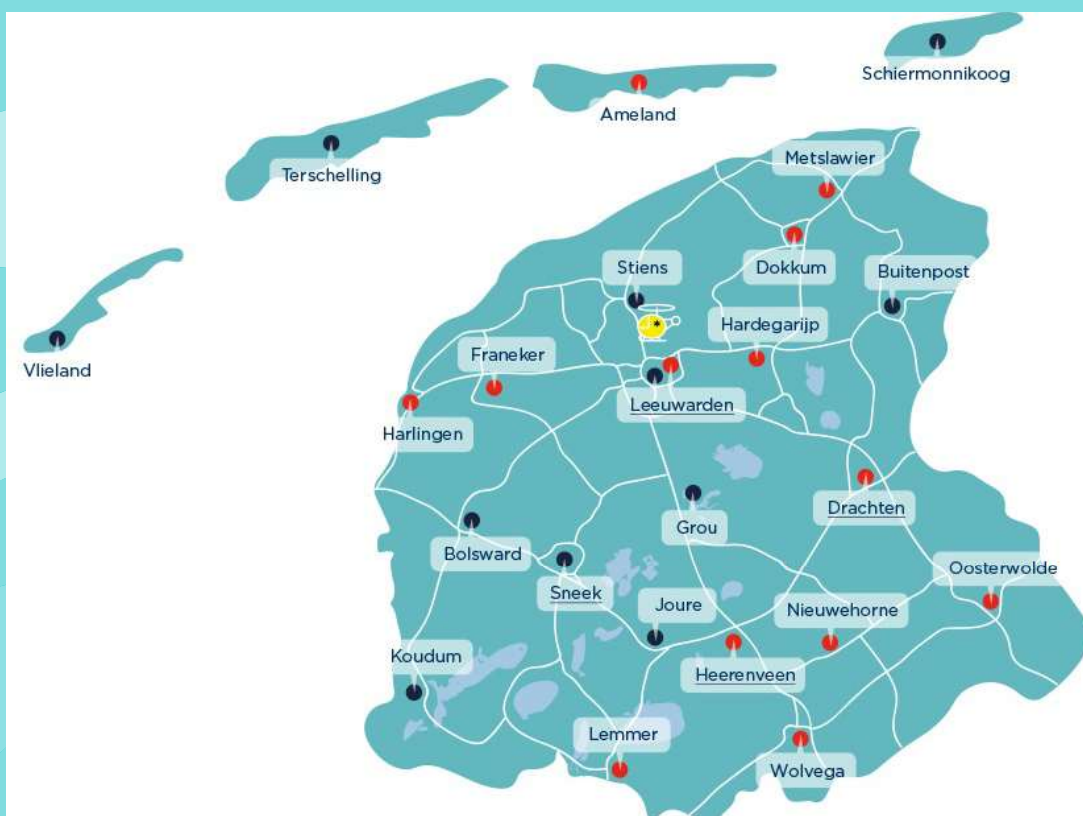 Schiermonnikoog
Ameland
Terschelling
Metslawier
Stiens
Dokkum
Buitenpost
Hardegarijp
Vlieland
Franeker
Leeuwarden
Harlingen
Drachten
Grou
Bolsward
Oosterwolde
Sneek
Joure
Nieuwehorne
Koudum
Heerenveen
Lemmer
Wolvega